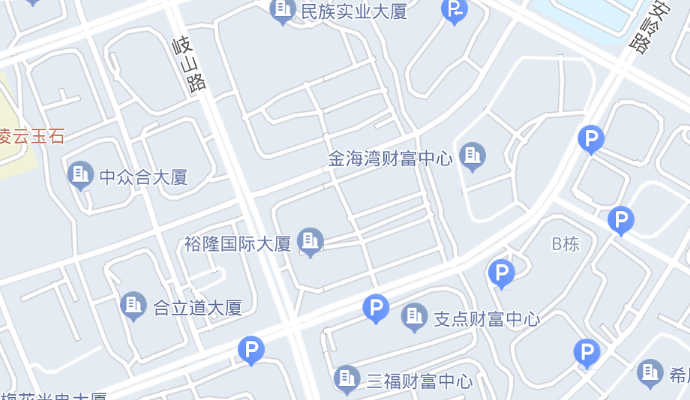 民族实业大厦
安岭路
岐山路
凌云玉石
金海湾财富中心
中众合大厦
裕隆国际大厦
B栋
合立道大厦
支点财富中心
三福财富中心